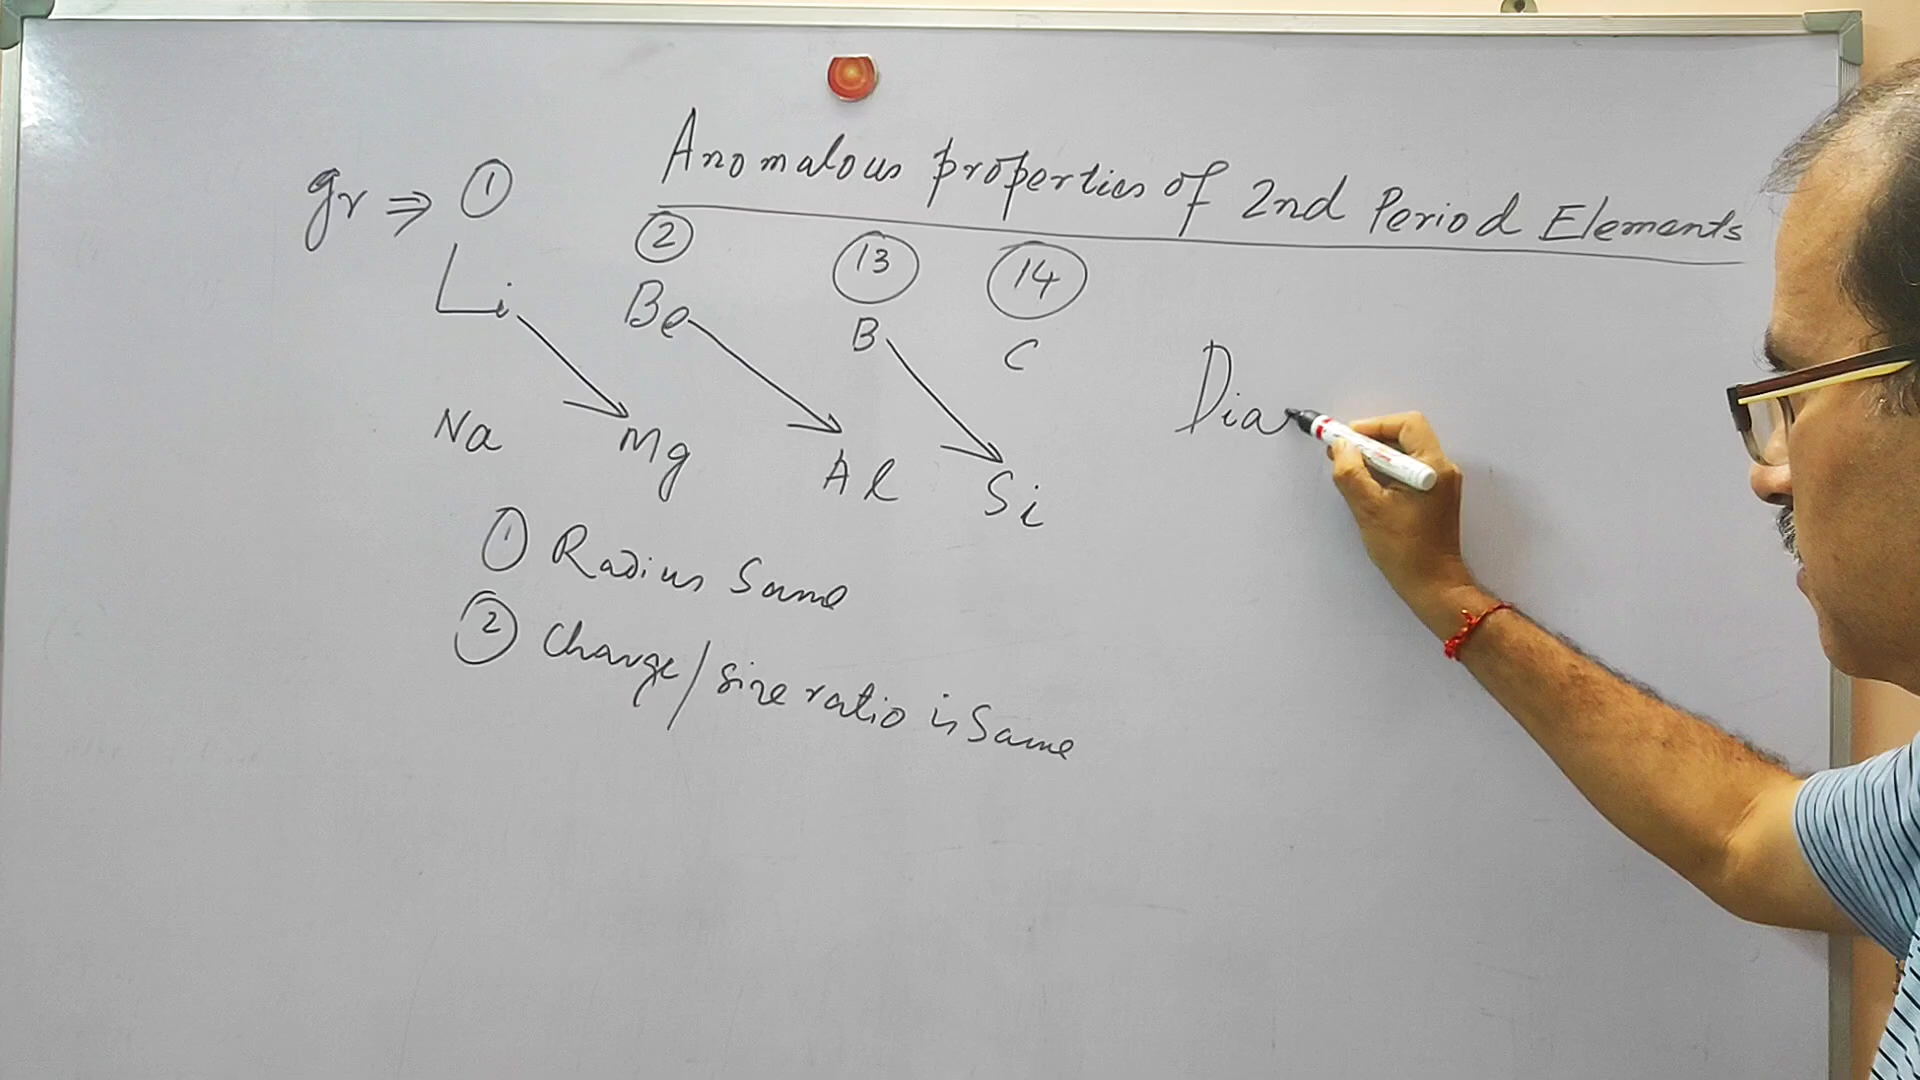 Anomalous properties of 2nd Period Elements
gr ⇒ ① ② ⑬ ⑭
Li Be B C
Na Mg Al Si
① Radius Same
② Charge/size ratio is Same
Dia